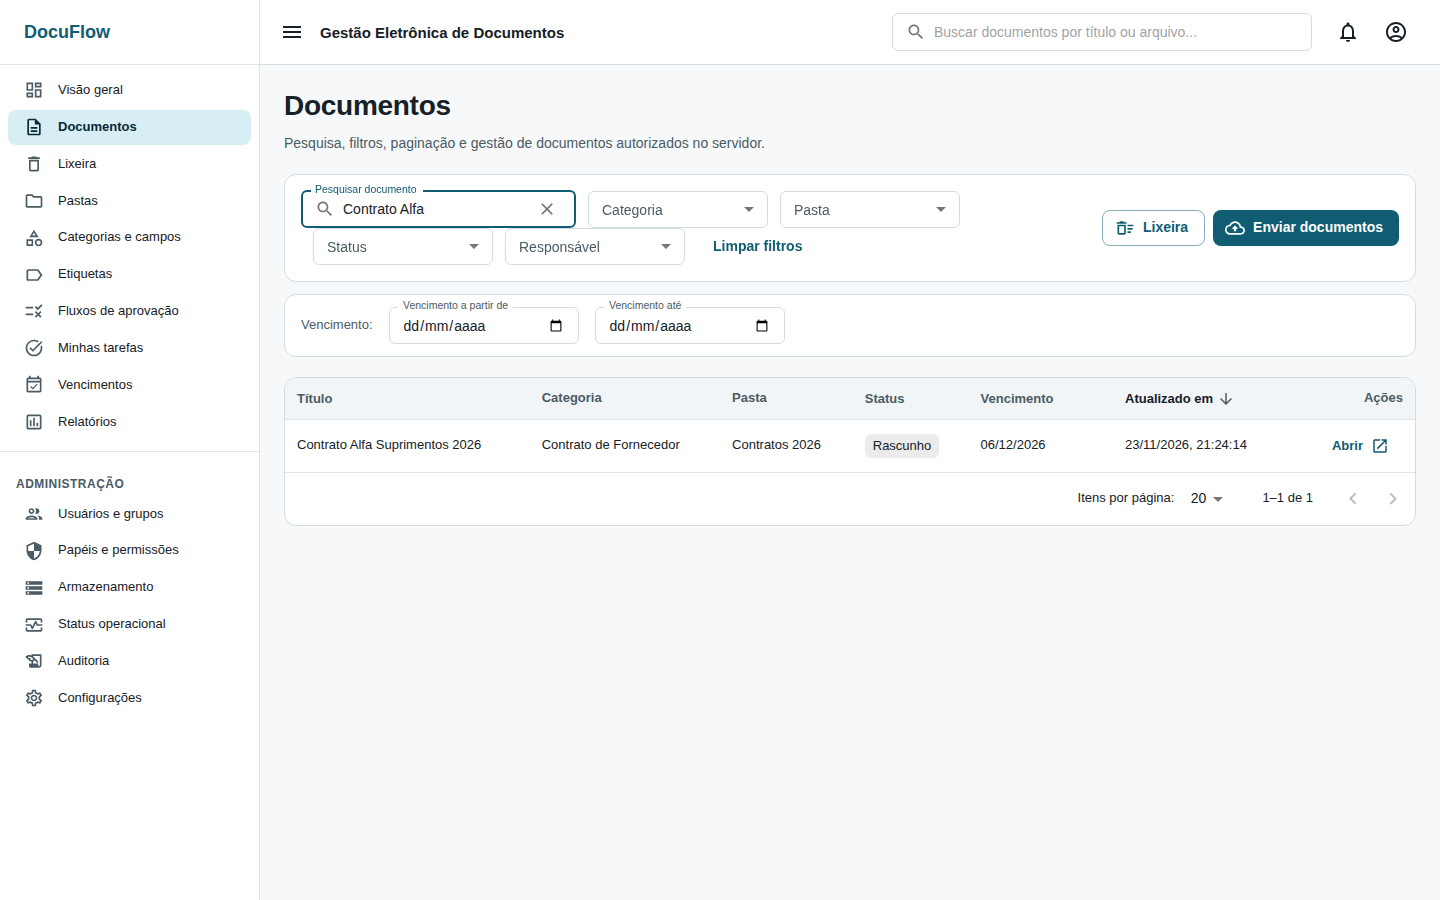 DocuFlow
Gestão Eletrônica de Documentos
Buscar documentos por título ou arquivo...
Visão geral
Documentos
Lixeira
Pastas
Categorias e campos
Etiquetas
Fluxos de aprovação
Minhas tarefas
Vencimentos
Relatórios
ADMINISTRAÇÃO
Usuários e grupos
Papéis e permissões
Armazenamento
Status operacional
Auditoria
Configurações
Documentos
Pesquisa, filtros, paginação e gestão de documentos autorizados no servidor.
Pesquisar documento
Contrato Alfa
Categoria
Pasta
Status
Responsável
Limpar filtros
Lixeira
Enviar documentos
Vencimento:
Vencimento a partir de
dd/mm/aaaa
Vencimento até
dd/mm/aaaa
Título Categoria Pasta Status Vencimento Atualizado em Ações
Contrato Alfa Suprimentos 2026 Contrato de Fornecedor Contratos 2026 Rascunho 06/12/2026 23/11/2026, 21:24:14 Abrir
Itens por página: 20 1–1 de 1